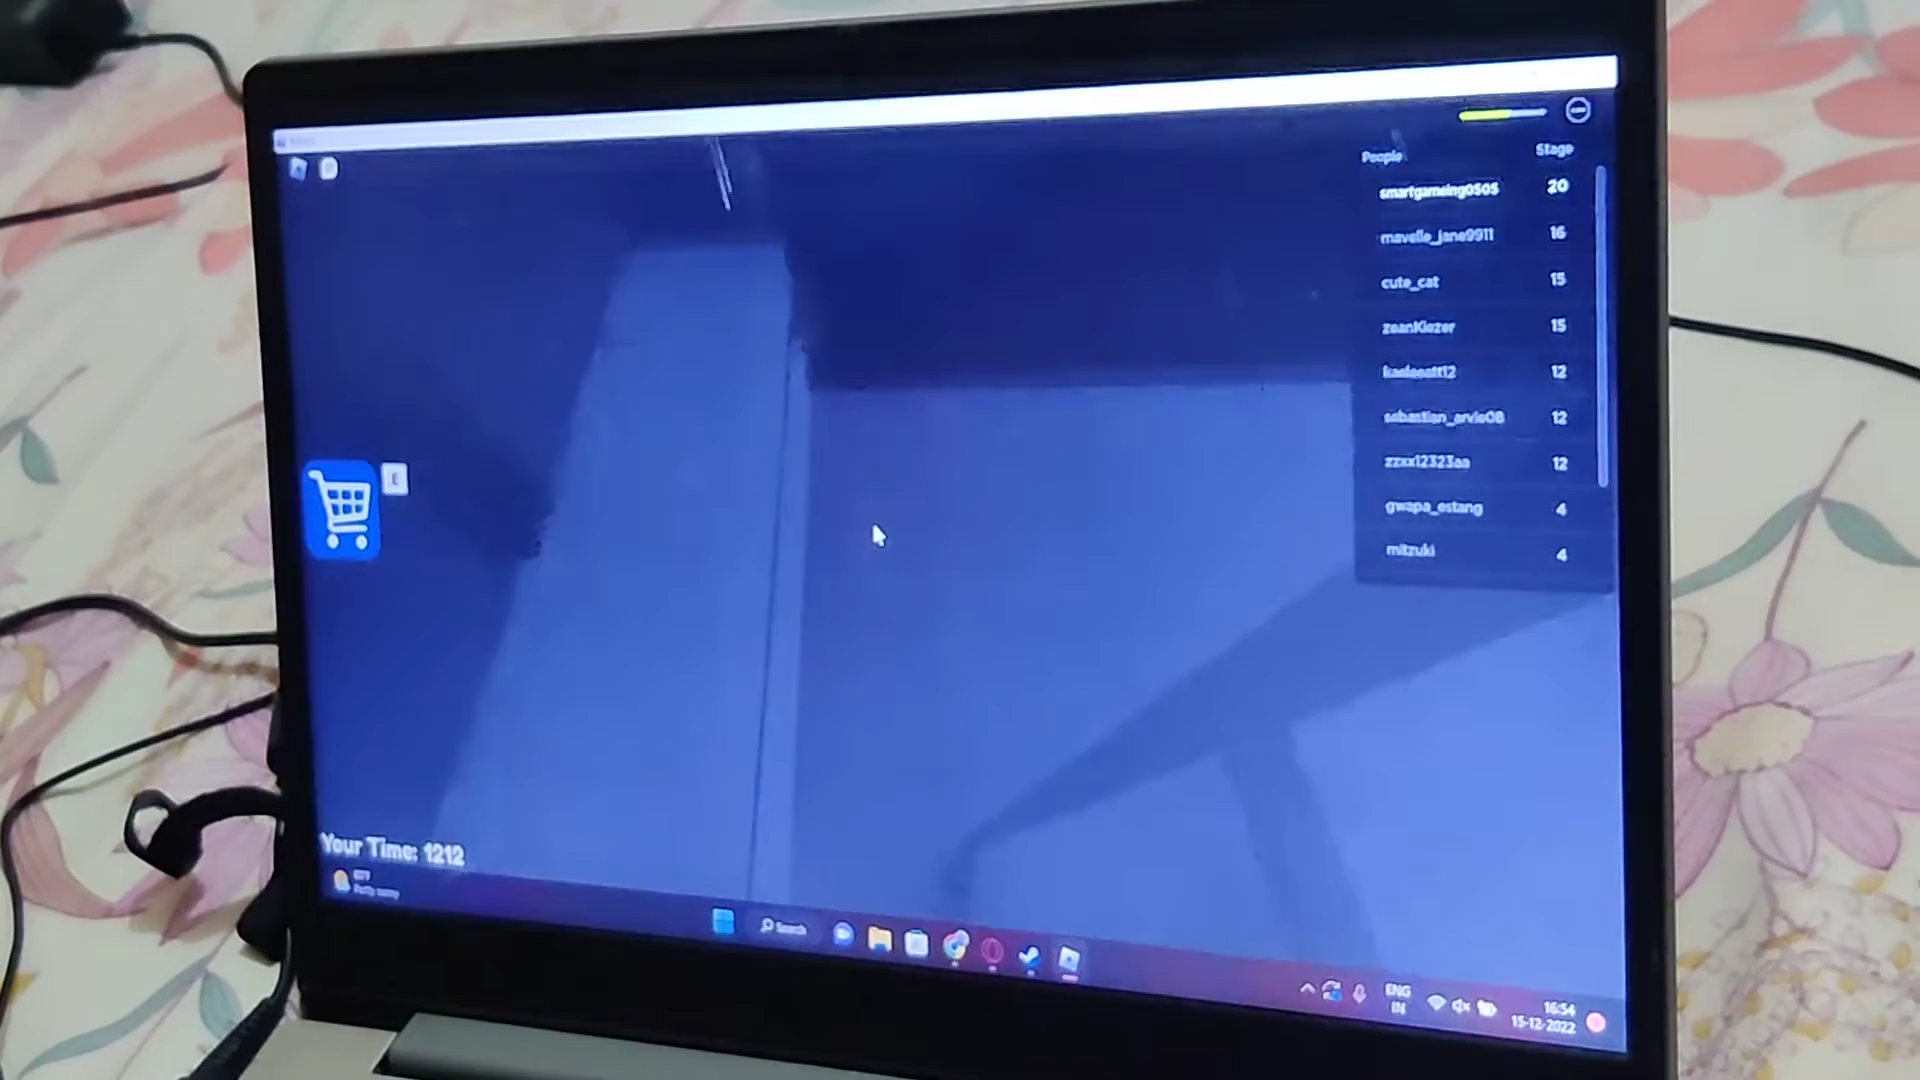 People Stage
smartgameing0505 20
mavelle_jane9911 16
cute_cat 15
zeanKiezer 15
12
12
zzxx12323aa 12
gwapa_estang 4
mitzuki 4
E
Your Time: 1212
Search
ENG
IN
16:54
15-12-2022